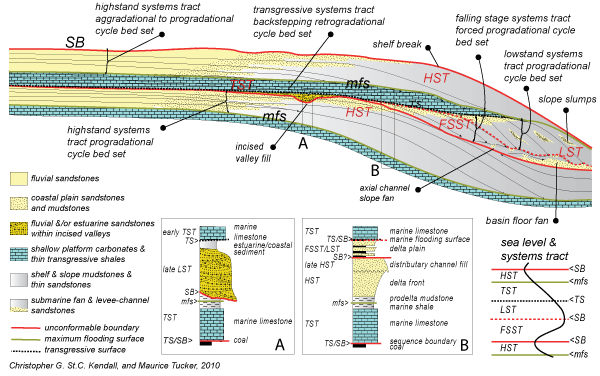 highstand systems tract
aggradational to progradational
cycle bed set
transgressive systems tract
backstepping retrogradational
cycle bed set
falling stage systems tract
forced progradational cycle
bed set
SB
shelf break
lowstand systems
tract progradational
cycle bed set
TST
mfs
HST
slope slumps
HST
FSST
LST
mfs
highstand systems
tract progradational
cycle bed set
incised
valley fill
A
B
axial channel
slope fan
basin floor fan
fluvial sandstones
coastal plain sandstones
and mudstones
fluvial &/or estuarine sandstones
within incised valleys
shallow platform carbonates &
thin transgressive shales
shelf & slope mudstones &
thin sandstones
submarine fan & levee-channel
sandstones
unconformable boundary
maximum flooding surface
transgressive surface
Christopher G. St.C. Kendall, and Maurice Tucker, 2010
early TST
TS>
late LST
SB>
mfs>
TST
TS/SB>
marine
limestone
estuarine/coastal
sediment
marine limestone
coal
A
TST
TS/SB>
FSST/LST
SB?
late HST
HST
mfs>
TST
TS/SB>
marine limestone
marine flooding surface
delta plain
distributary channel fill
delta front
prodelta mudstone
marine shale
marine limestone
sequence boundary
coal
B
sea level &
systems tract
HST
<SB
<mfs
TST
<TS
LST
<SB
FSST
<SB
HST
<mfs